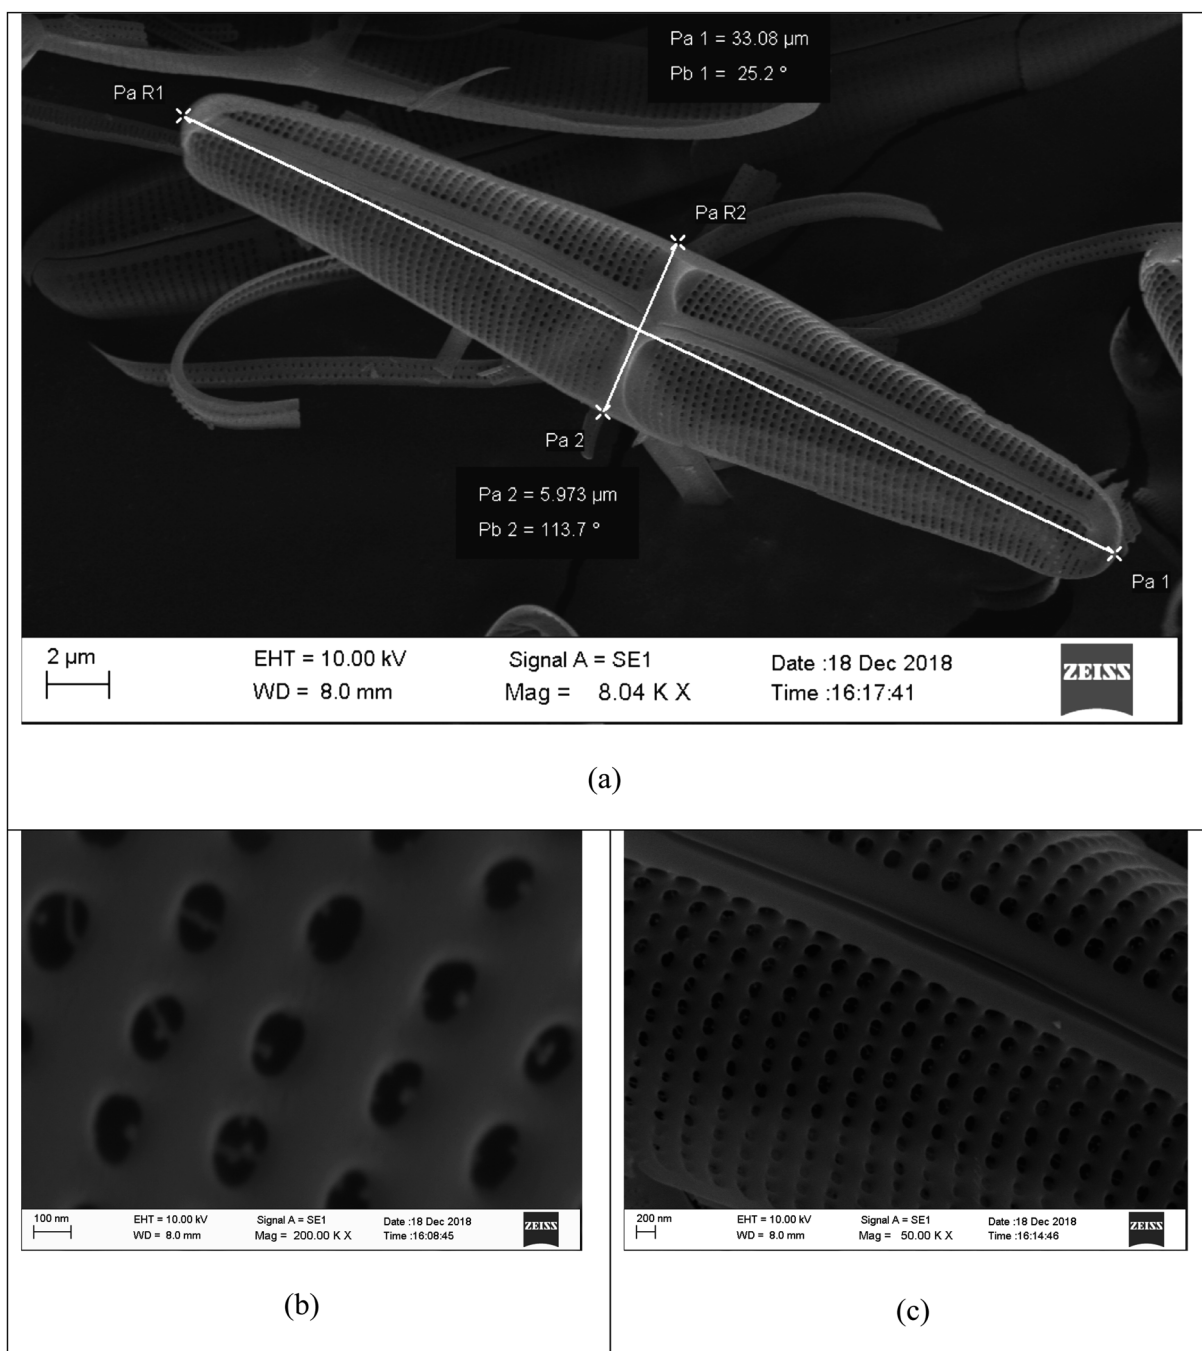 Pa 1 = 33.08 µm
Pb 1 = 25.2 °
Pa R1
Pa R2
Pa 2
Pa 2 = 5.973 µm
Pb 2 = 113.7 °
Pa 1
2 µm
EHT = 10.00 kV
Signal A = SE1
Date :18 Dec 2018
WD = 8.0 mm
Mag = 8.04 K X
Time :16:17:41
ZEISS
(a)
100 nm
EHT = 10.00 kV
Signal A = SE1
Date :18 Dec 2018
WD = 8.0 mm
Mag = 200.00 K X
Time :16:08:45
ZEISS
(b)
200 nm
EHT = 10.00 kV
Signal A = SE1
Date :18 Dec 2018
WD = 8.0 mm
Mag = 50.00 K X
Time :16:14:46
ZEISS
(c)